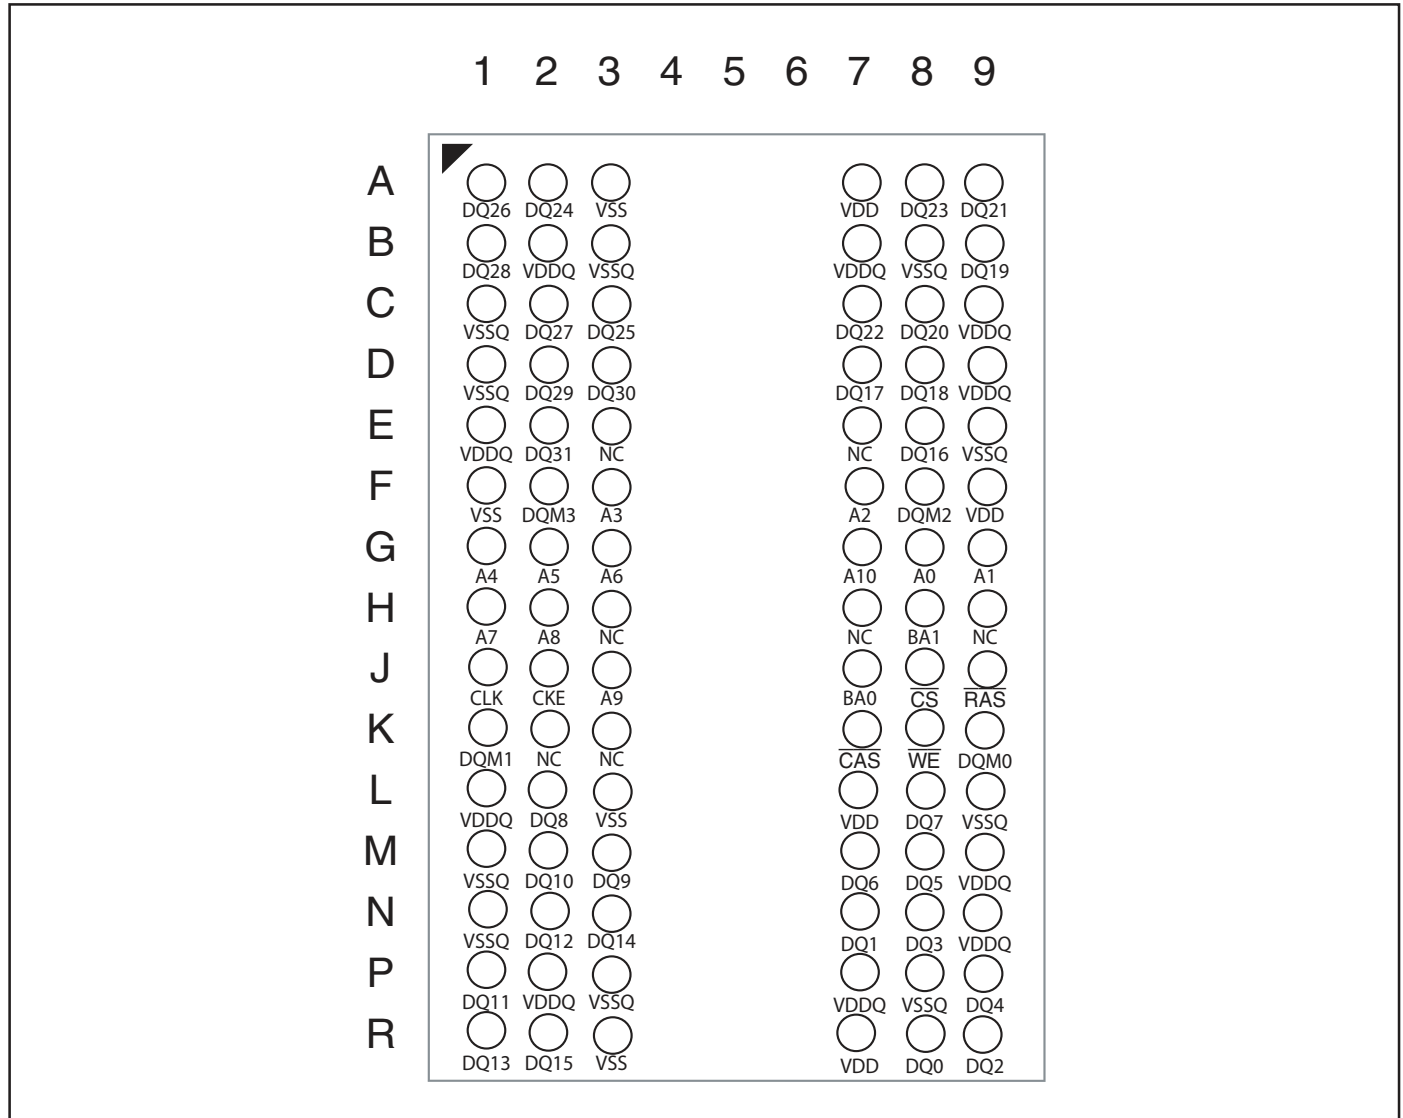 1 2 3 4 5 6 7 8 9
A
DQ26 DQ24 VSS VDD DQ23 DQ21
B
DQ28 VDDQ VSSQ VDDQ VSSQ DQ19
C
VSSQ DQ27 DQ25 DQ22 DQ20 VDDQ
D
VSSQ DQ29 DQ30 DQ17 DQ18 VDDQ
E
VDDQ DQ31 NC NC DQ16 VSSQ
F
VSS DQM3 A3 A2 DQM2 VDD
G
A4 A5 A6 A10 A0 A1
H
A7 A8 NC NC BA1 NC
J
CLK CKE A9 BA0 C̅S̅ R̅A̅S̅
K
DQM1 NC NC C̅A̅S̅ W̅E̅ DQM0
L
VDDQ DQ8 VSS VDD DQ7 VSSQ
M
VSSQ DQ10 DQ9 DQ6 DQ5 VDDQ
N
VSSQ DQ12 DQ14 DQ1 DQ3 VDDQ
P
DQ11 VDDQ VSSQ VDDQ VSSQ DQ4
R
DQ13 DQ15 VSS VDD DQ0 DQ2